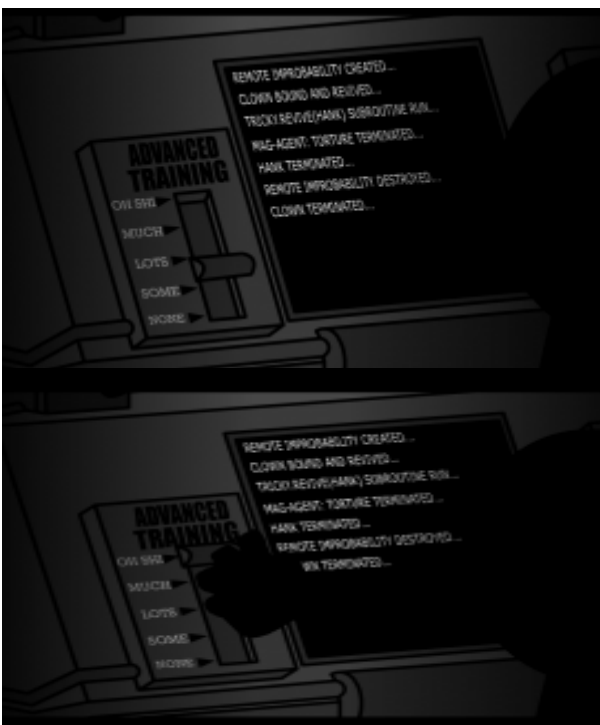 REMOTE IMPROBABILITY CREATED...
CLOWN BOUND AND REVIVED...
TRICKY.REVIVE(HANK) SUBROUTINE RUN...
MAG-AGENT: TORTURE TERMINATED...
HANK TERMINATED...
REMOTE IMPROBABILITY DESTROYED...
CLOWN TERMINATED...
ADVANCED
TRAINING
OH SHI
MUCH
LOTS
SOME
NONE
REMOTE IMPROBABILITY CREATED...
CLOWN BOUND AND REVIVED...
TRICKY.REVIVE(HANK) SUBROUTINE RUN...
MAG-AGENT: TORTURE TERMINATED...
HANK TERMINATED...
REMOTE IMPROBABILITY DESTROYED...
WN TERMINATED...
ADVANCED
TRAINING
OH SHI
MUCH
LOTS
SOME
NONE